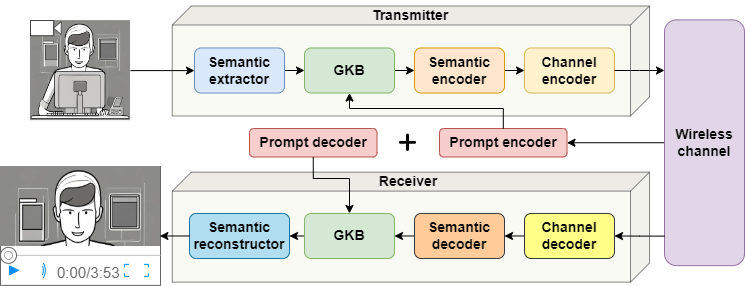 Transmitter
Semantic
extractor
GKB
Semantic
encoder
Channel
encoder
Prompt decoder
+
Prompt encoder
Wireless
channel
Receiver
Semantic
reconstructor
GKB
Semantic
decoder
Channel
decoder
0:00/3:53